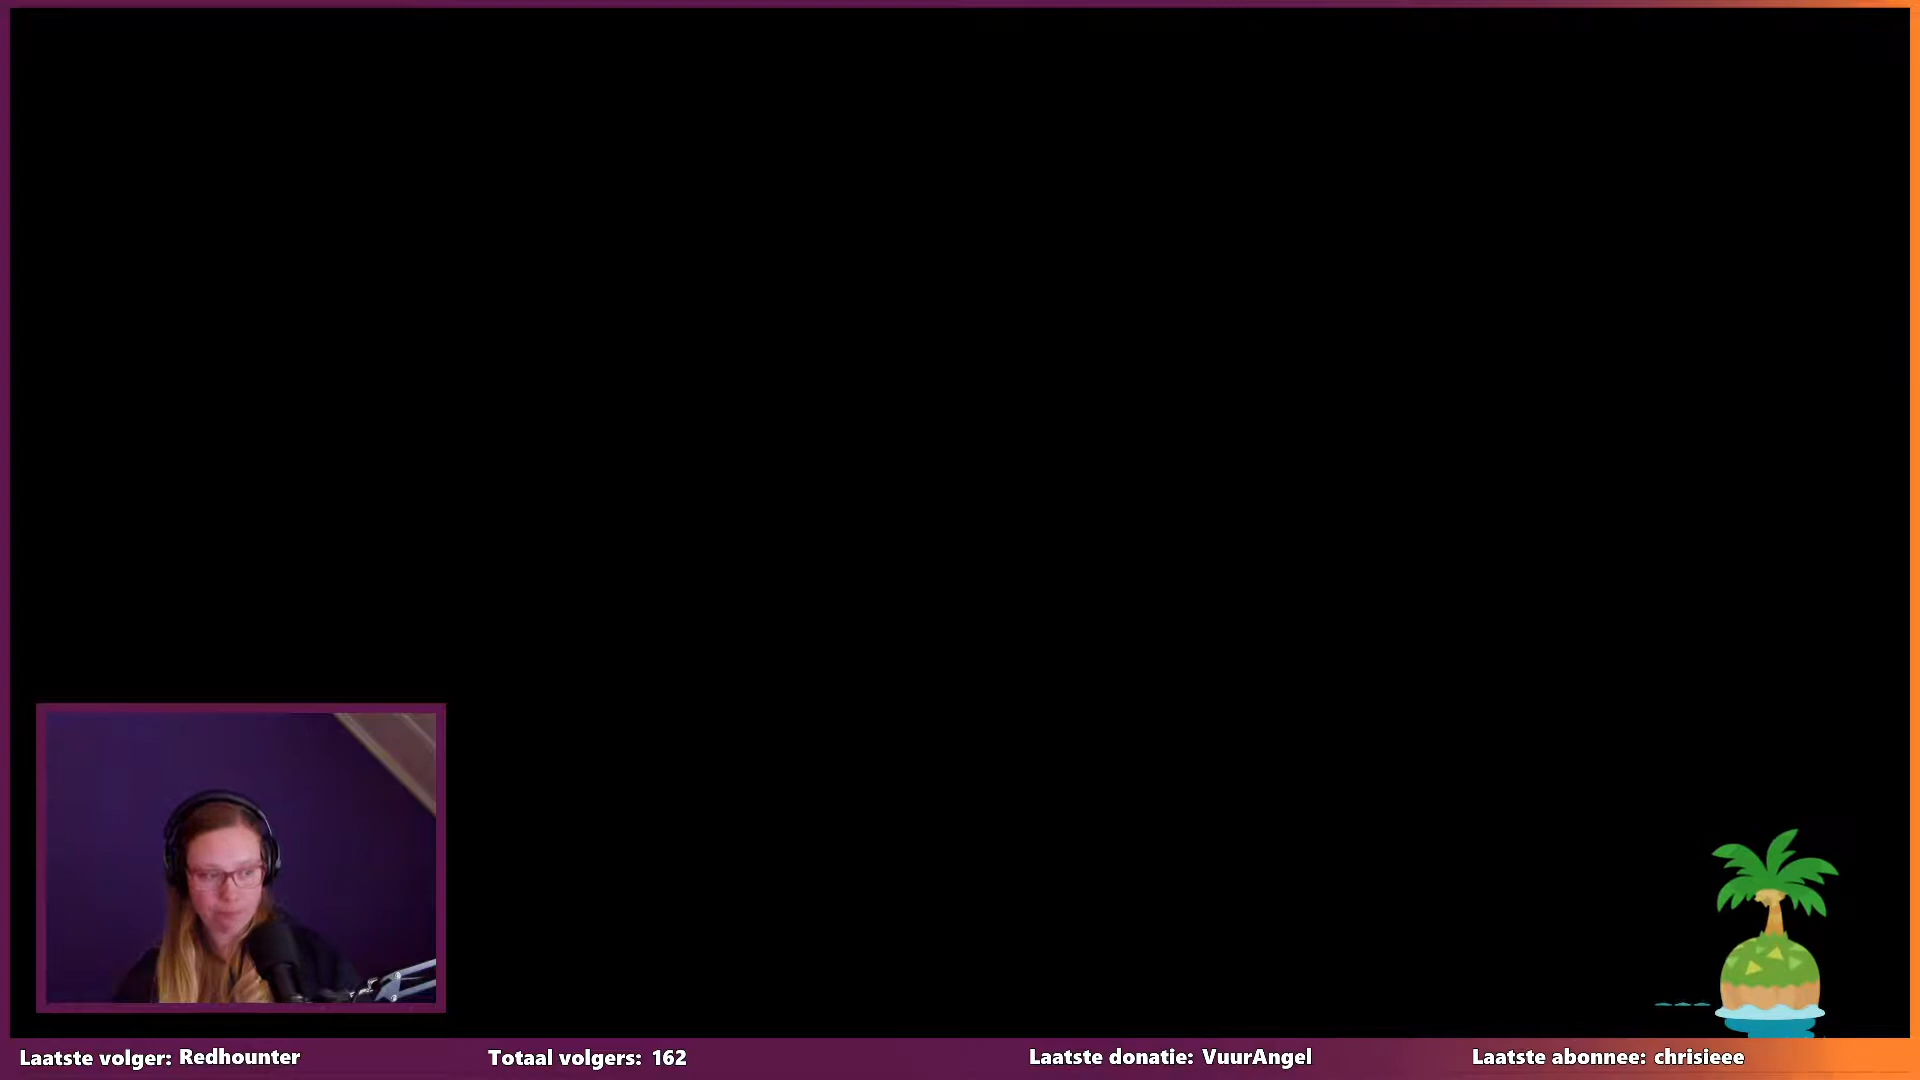 Laatste volger: Redhounter
Totaal volgers: 162
Laatste donatie: VuurAngel
Laatste abonnee: chrisieee